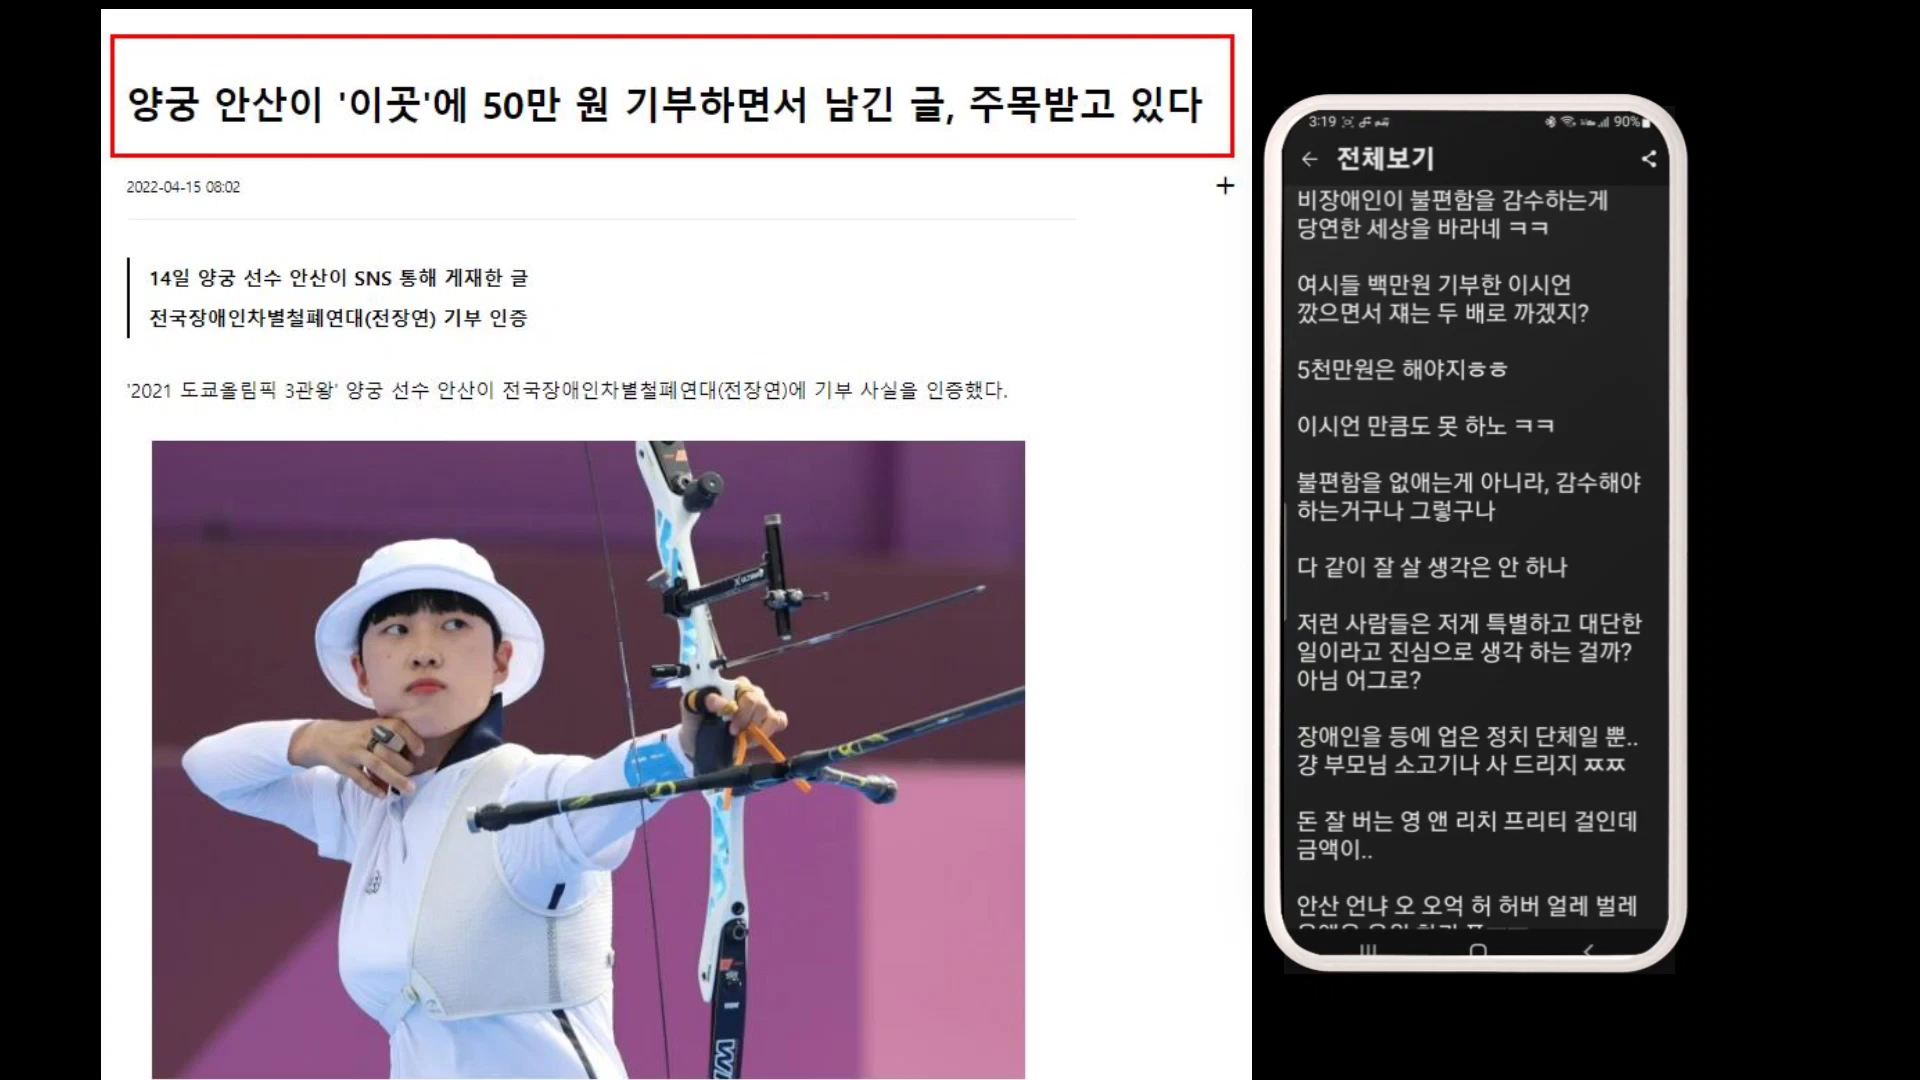 양궁 안산이 '이곳'에 50만 원 기부하면서 남긴 글, 주목받고 있다
2022-04-15 08:02
+
14일 양궁 선수 안산이 SNS 통해 게재한 글
전국장애인차별철폐연대(전장연) 기부 인증
'2021 도쿄올림픽 3관왕' 양궁 선수 안산이 전국장애인차별철폐연대(전장연)에 기부 사실을 인증했다.
3:19
90%
전체보기
비장애인이 불편함을 감수하는게
당연한 세상을 바라네 ㅋㅋ
여시들 백만원 기부한 이시언
깠으면서 쟤는 두 배로 까겠지?
5천만원은 해야지ㅎㅎ
이시언 만큼도 못 하노 ㅋㅋ
불편함을 없애는게 아니라, 감수해야
하는거구나 그렇구나
다 같이 잘 살 생각은 안 하나
저런 사람들은 저게 특별하고 대단한
일이라고 진심으로 생각 하는 걸까?
아님 어그로?
장애인을 등에 업은 정치 단체일 뿐..
걍 부모님 소고기나 사 드리지 ㅉㅉ
돈 잘 버는 영 앤 리치 프리티 걸인데
금액이..
안산 언냐 오 오억 허 허버 얼레 벌레